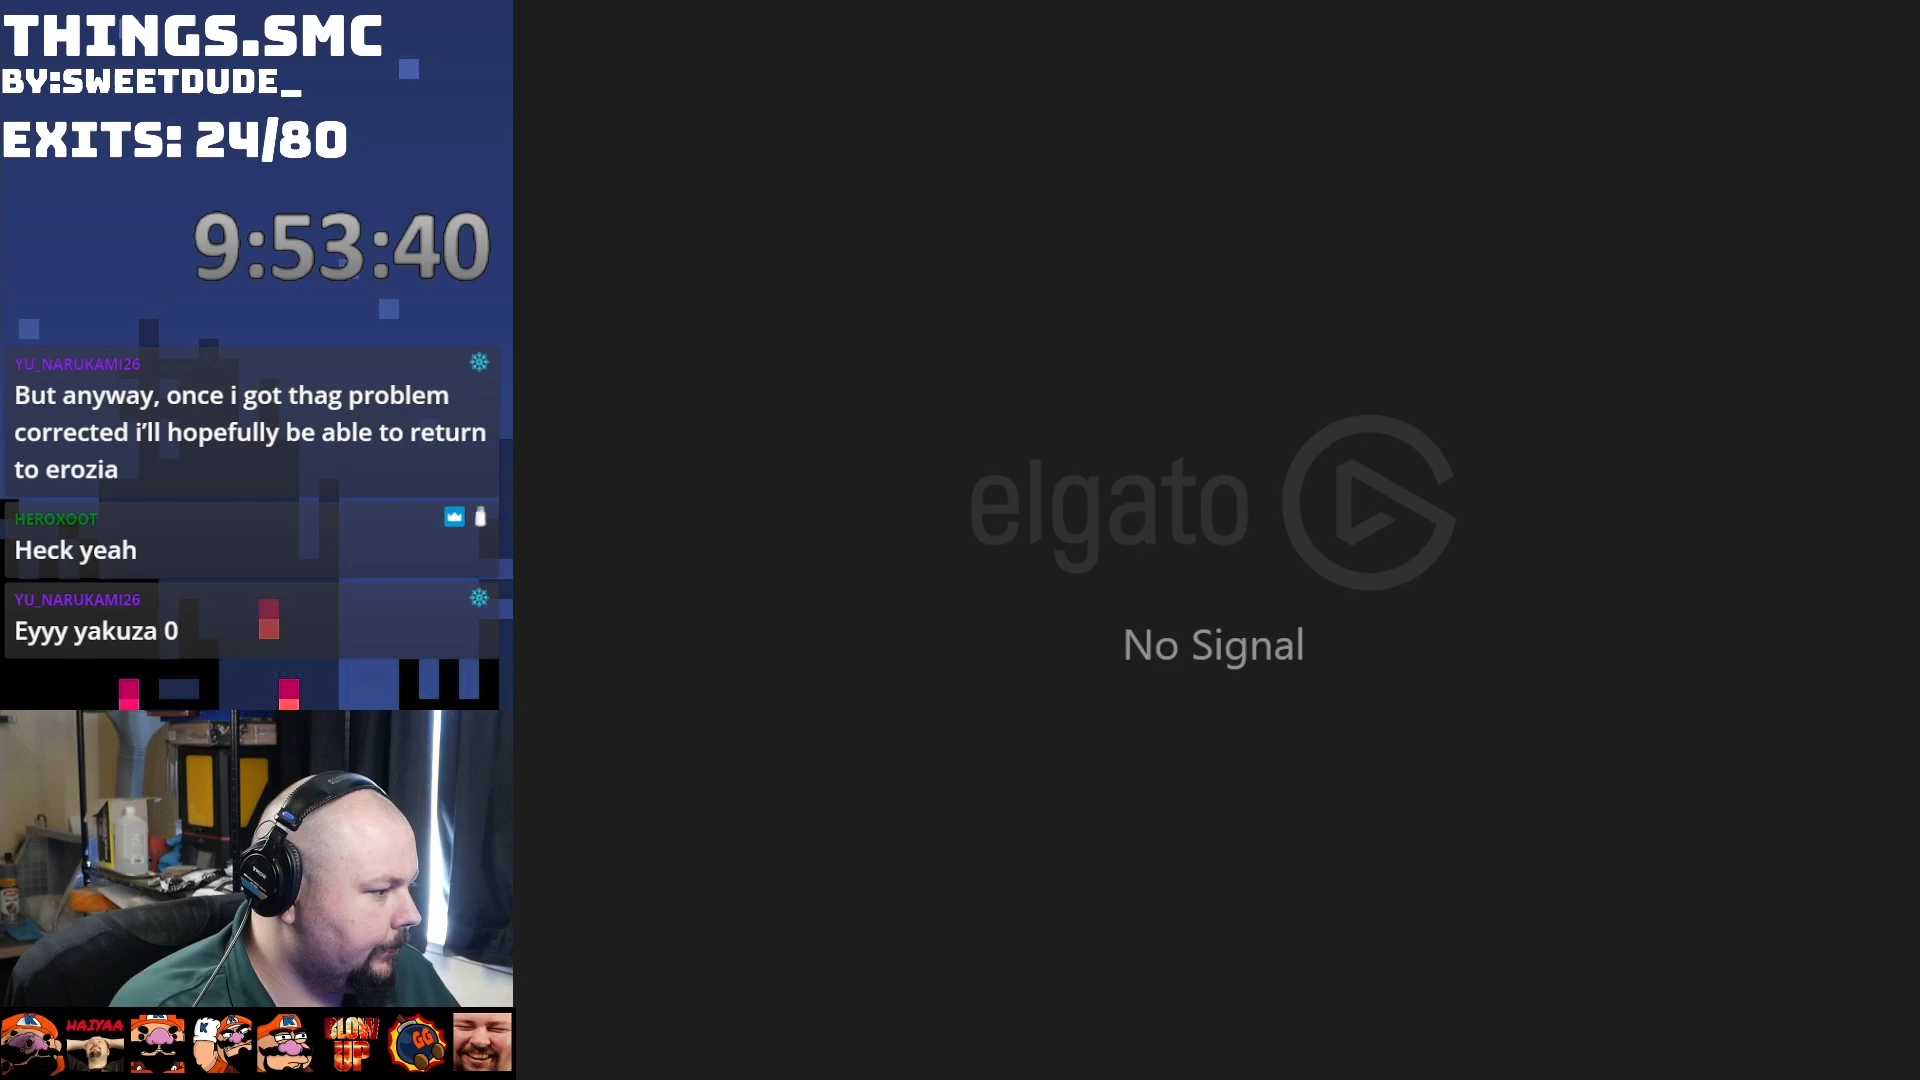 THINGS.SMC
BY:SWEETDUDE_
EXITS: 24/80
9:53:40
YU_NARUKAMI26
But anyway, once i got thag problem
corrected i'll hopefully be able to return
to erozia
HEROXOOT
Heck yeah
YU_NARUKAMI26
Eyyy yakuza 0
elgato
No Signal
SONY
HAIYAA
K
K
K
BLOW
UP
GG